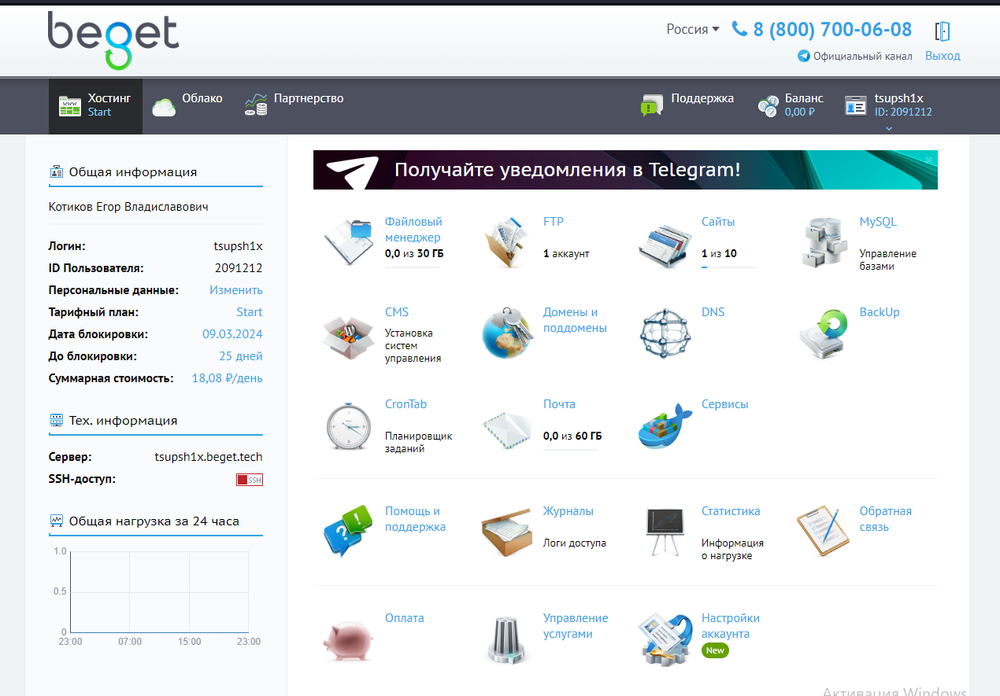 beget
Россия
8 (800) 700-06-08
Официальный канал
Выход
Хостинг
Start
Облако
Партнерство
Поддержка
Баланс
0,00 ₽
tsupsh1x
ID: 2091212
Общая информация
Котиков Егор Владиславович
Логин: tsupsh1x
ID Пользователя: 2091212
Персональные данные: Изменить
Тарифный план: Start
Дата блокировки: 09.03.2024
До блокировки: 25 дней
Суммарная стоимость: 18,08 ₽/день
Тех. информация
Сервер: tsupsh1x.beget.tech
SSH-доступ: SSH
Общая нагрузка за 24 часа
1.0
0.5
0
23:00 07:00 15:00 23:00
Получайте уведомления в Telegram!
Файловый
менеджер
0,0 из 30 ГБ
FTP
1 аккаунт
Сайты
1 из 10
MySQL
Управление
базами
CMS
Установка
систем
управления
Домены и
поддомены
DNS
BackUp
CronTab
Планировщик
заданий
Почта
0,0 из 60 ГБ
Сервисы
Помощь и
поддержка
Журналы
Логи доступа
Статистика
Информация
о нагрузке
Обратная
связь
Оплата
Управление
услугами
Настройки
аккаунта
New
Активация Windows